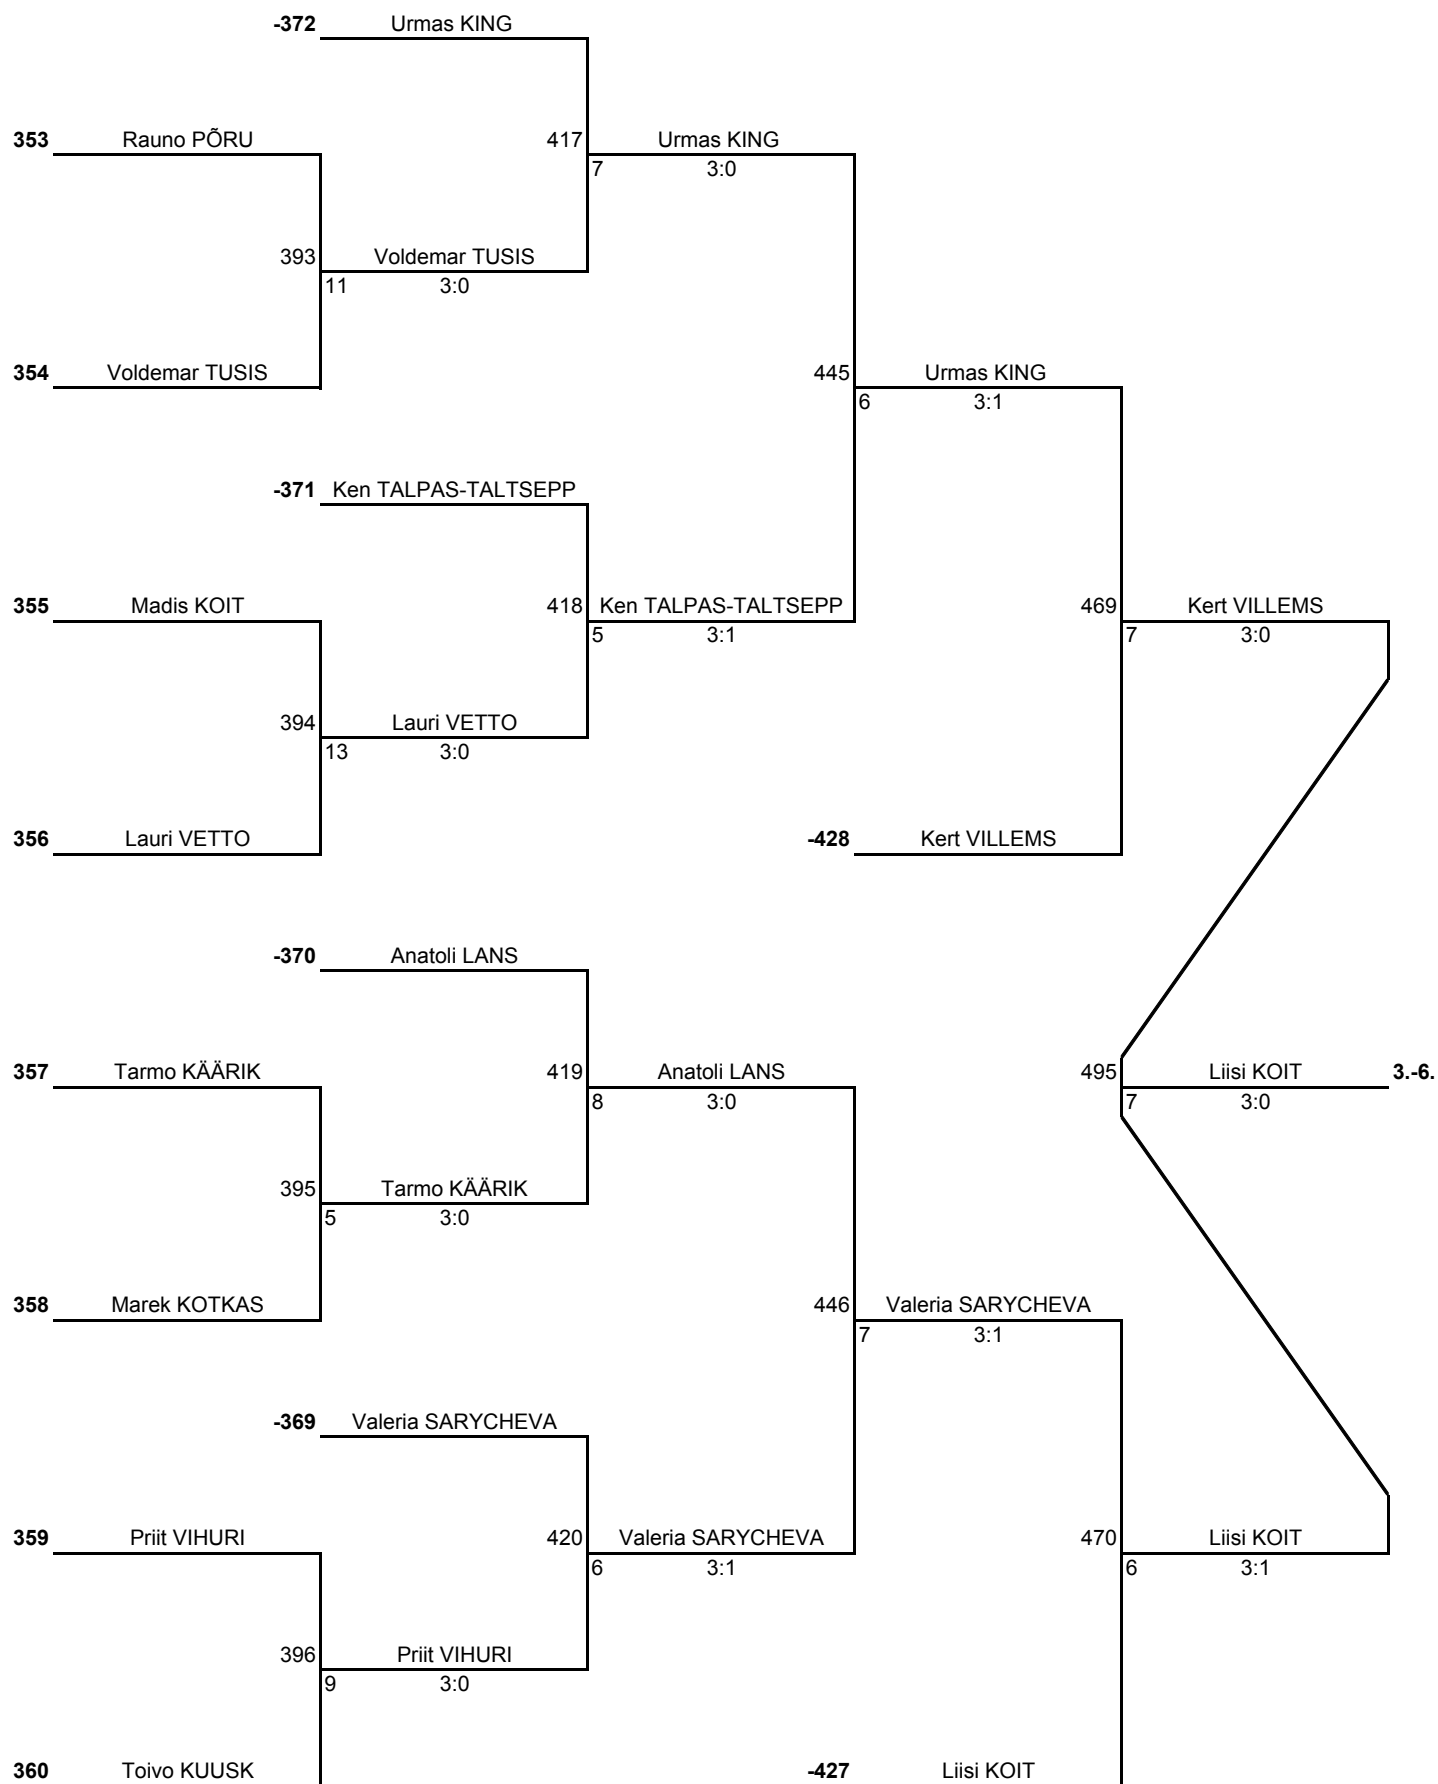 -372 Urmas KING
353 Rauno PÕRU 417 Urmas KING
7 3:0
393 Voldemar TUSIS
11 3:0
354 Voldemar TUSIS 445 Urmas KING
6 3:1
-371 Ken TALPAS-TALTSEPP
355 Madis KOIT 418 Ken TALPAS-TALTSEPP 469 Kert VILLEMS
5 3:1 7 3:0
394 Lauri VETTO
13 3:0
356 Lauri VETTO -428 Kert VILLEMS
-370 Anatoli LANS
357 Tarmo KÄÄRIK 419 Anatoli LANS 495 Liisi KOIT 3.-6.
8 3:0 7 3:0
395 Tarmo KÄÄRIK
5 3:0
358 Marek KOTKAS 446 Valeria SARYCHEVA
7 3:1
-369 Valeria SARYCHEVA
359 Priit VIHURI 420 Valeria SARYCHEVA 470 Liisi KOIT
6 3:1 6 3:1
396 Priit VIHURI
9 3:0
360 Toivo KUUSK -427 Liisi KOIT